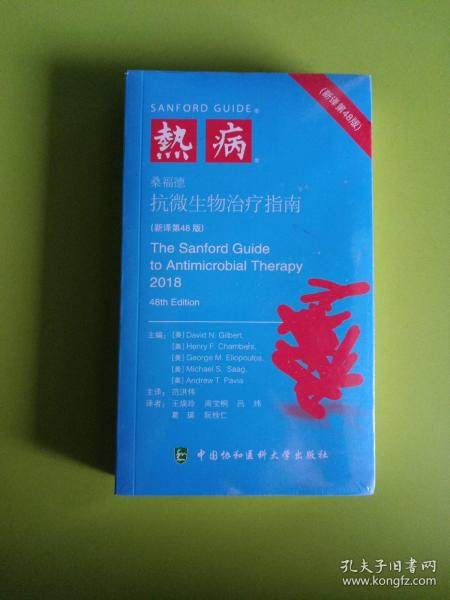 SANFORD GUIDE®
(新译第48版)
熱病®
桑福德
抗微生物治疗指南
(新译第48版)
The Sanford Guide
to Antimicrobial Therapy
2018
48th Edition
主编：[美] David N. Gilbert,
[美] Henry F. Chambers,
[美] George M. Eliopoulos,
[美] Michael S. Saag,
[美] Andrew T. Pavia
主译：范洪伟
译者：王焕玲 周宝桐 吕玮
葛瑛 阮桂仁
中国协和医科大学出版社
孔夫子旧书网
www.kongfz.com